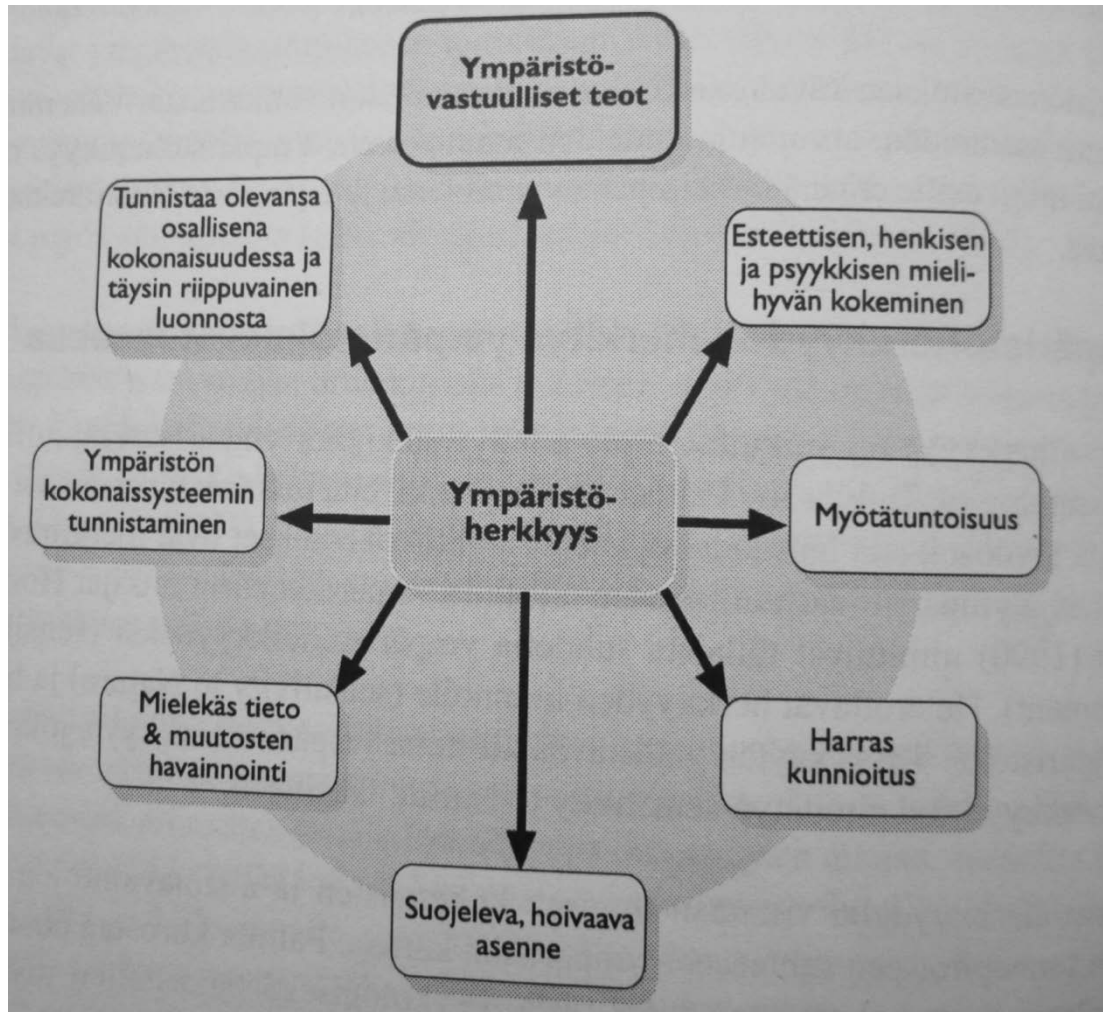 Ympäristö-
vastuulliset teot
Tunnistaa olevansa
osallisena
kokonaisuudessa ja
täysin riippuvainen
luonnosta
Esteettisen, henkisen
ja psyykkisen mieli-
hyvän kokeminen
Ympäristön
kokonaissysteemin
tunnistaminen
Ympäristö-
herkkyys
Myötätuntoisuus
Mielekäs tieto
& muutosten
havainnointi
Harras
kunnioitus
Suojeleva, hoivaava
asenne